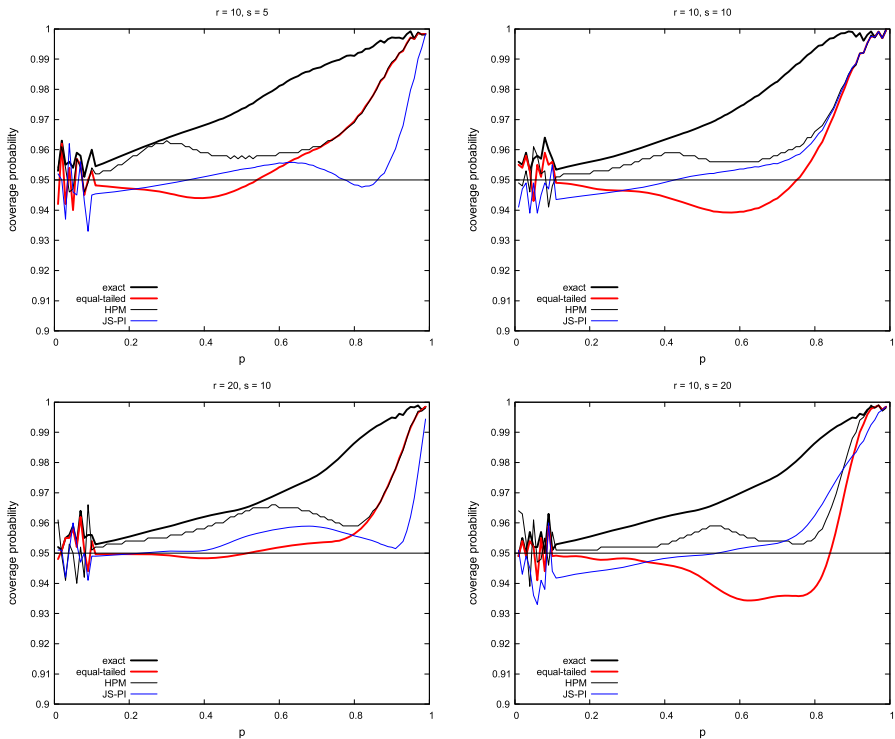 r = 10, s = 5
1
0.99
0.98
0.97
0.96
0.95
0.94
0.93
0.92
0.91
0.9
coverage probability
exact
equal-tailed
HPM
JS-PI
0 0.2 0.4 0.6 0.8 1
p
r = 10, s = 10
1
0.99
0.98
0.97
0.96
0.95
0.94
0.93
0.92
0.91
0.9
coverage probability
exact
equal-tailed
HPM
JS-PI
0 0.2 0.4 0.6 0.8 1
p
r = 20, s = 10
1
0.99
0.98
0.97
0.96
0.95
0.94
0.93
0.92
0.91
0.9
coverage probability
exact
equal-tailed
HPM
JS-PI
0 0.2 0.4 0.6 0.8 1
p
r = 10, s = 20
1
0.99
0.98
0.97
0.96
0.95
0.94
0.93
0.92
0.91
0.9
coverage probability
exact
equal-tailed
HPM
JS-PI
0 0.2 0.4 0.6 0.8 1
p